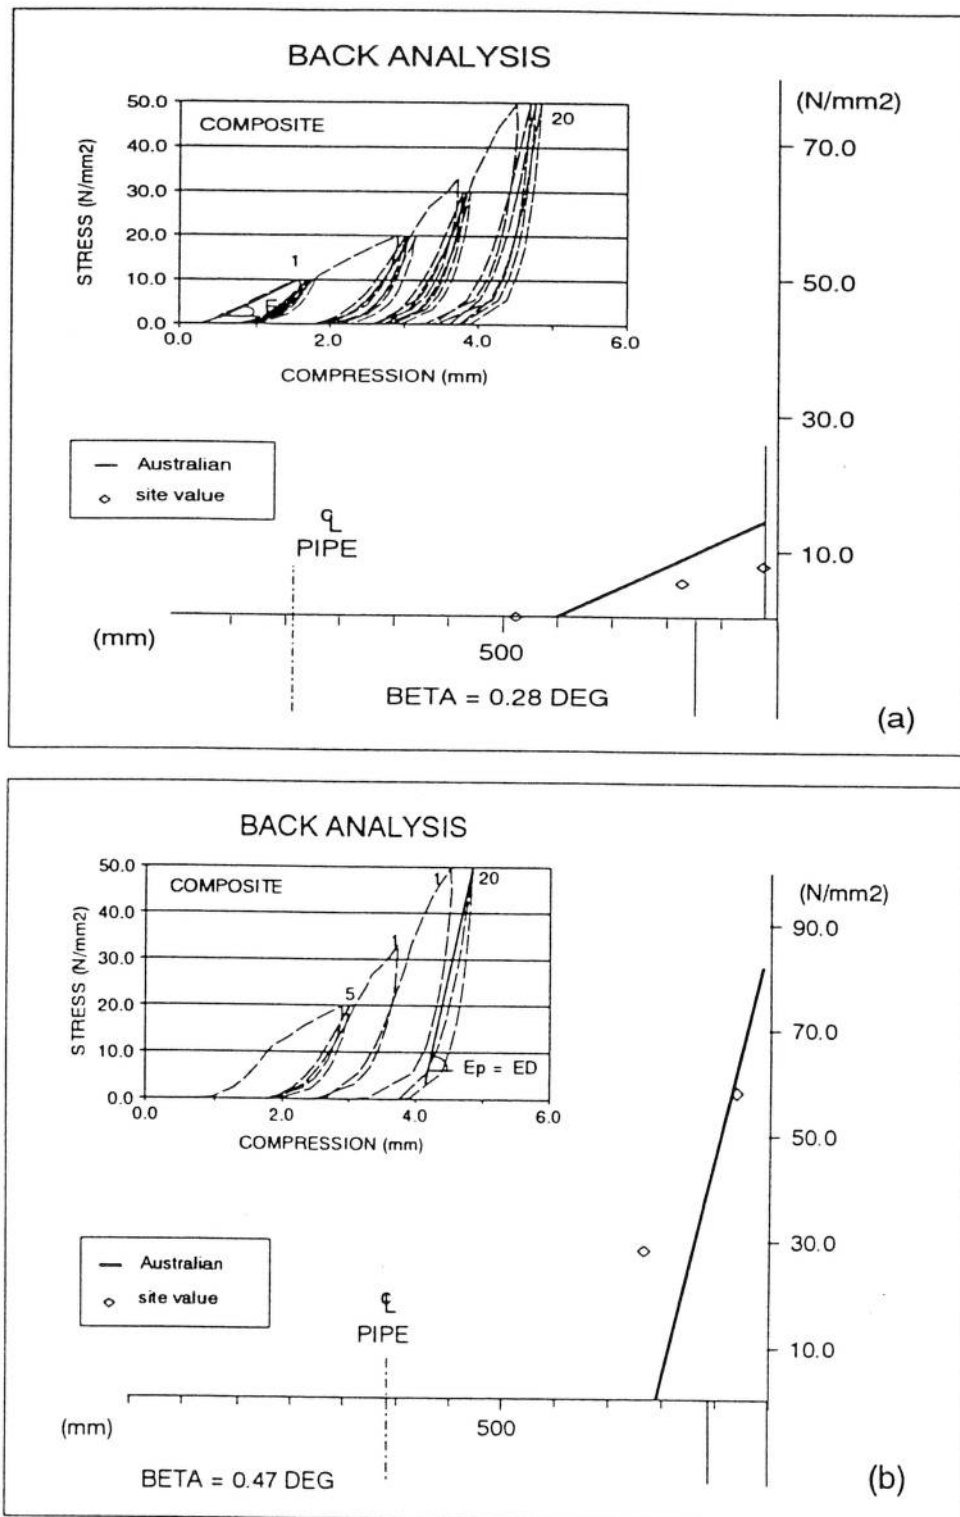 BACK ANALYSIS
(N/mm2)
50.0
COMPOSITE
20
40.0
70.0
30.0
STRESS (N/mm2)
20.0
1
10.0
50.0
E
0.0
0.0 2.0 4.0 6.0
COMPRESSION (mm)
30.0
Australian
site value
℄
PIPE
10.0
(mm)
500
BETA = 0.28 DEG
(a)
BACK ANALYSIS
50.0
COMPOSITE
1
20
(N/mm2)
40.0
90.0
1
30.0
STRESS (N/mm2)
5
20.0
70.0
10.0
Ep = ED
0.0
0.0 2.0 4.0 6.0
COMPRESSION (mm)
50.0
30.0
Australian
site value
℄
PIPE
10.0
(mm)
500
BETA = 0.47 DEG
(b)